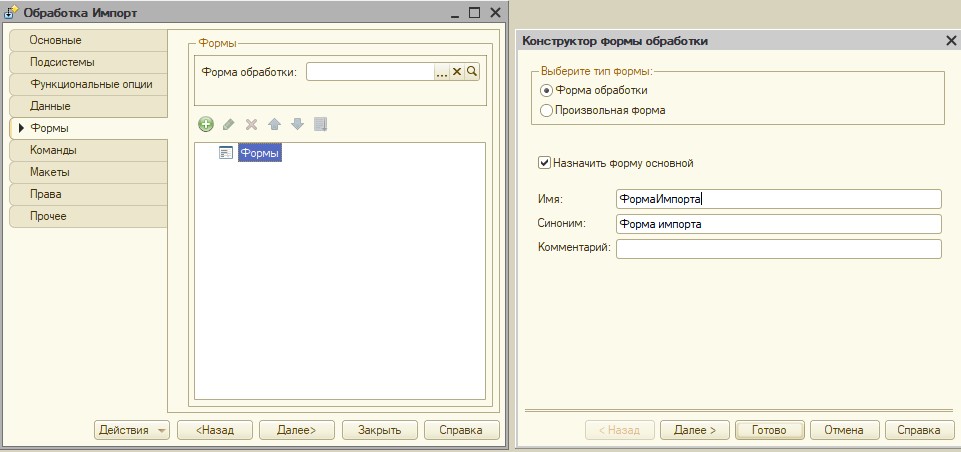 Обработка Импорт
Основные
Подсистемы
Функциональные опции
Данные
Формы
Команды
Макеты
Права
Прочее
Формы
Форма обработки:
Формы
Действия
<Назад
Далее>
Закрыть
Справка
Конструктор формы обработки
Выберите тип формы:
Форма обработки
Произвольная форма
Назначить форму основной
Имя: ФормаИмпорта
Синоним: Форма импорта
Комментарий:
< Назад
Далее >
Готово
Отмена
Справка